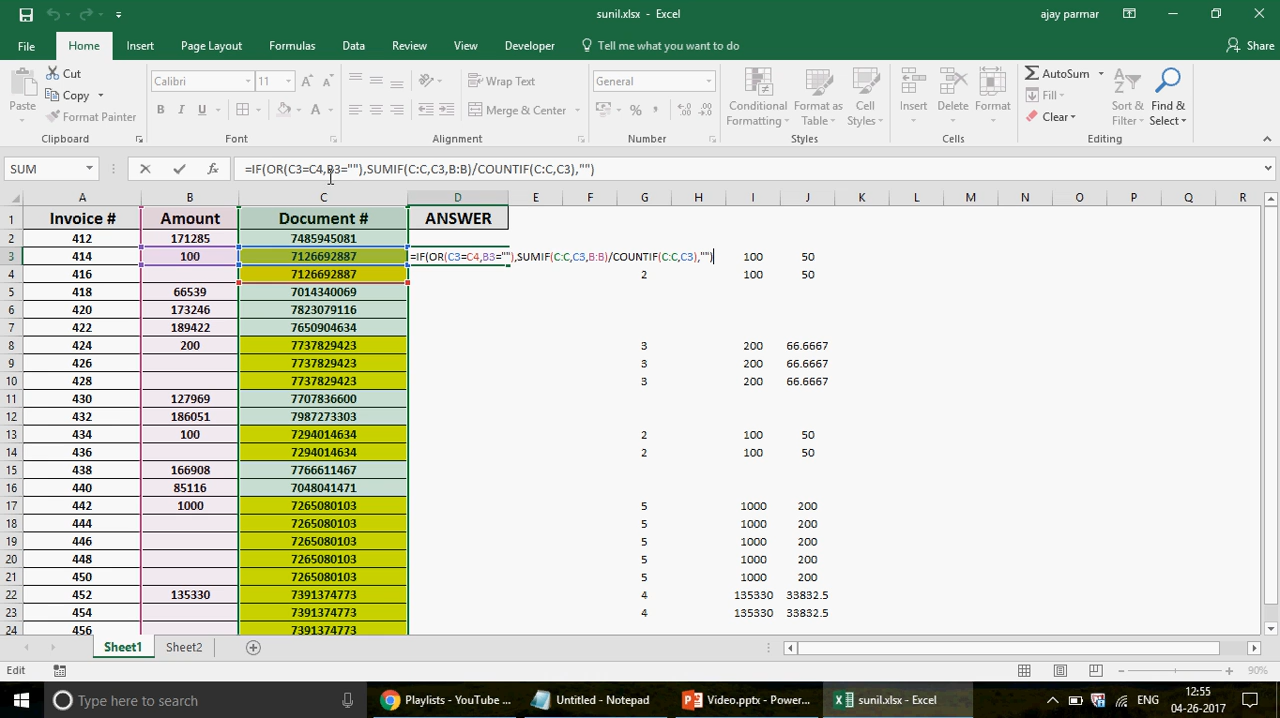 sunil.xlsx - Excel
ajay parmar
File Home Insert Page Layout Formulas Data Review View Developer Tell me what you want to do Share
Cut
Copy
Format Painter
Paste
Clipboard
Calibri 11
B I U
Font
Wrap Text
Merge & Center
Alignment
General
%
Number
Conditional Formatting
Format as Table
Cell Styles
Styles
Insert Delete Format
Cells
AutoSum
Fill
Clear
Sort & Filter
Find & Select
Editing
SUM =IF(OR(C3=C4,B3=""),SUMIF(C:C,C3,B:B)/COUNTIF(C:C,C3),"")
A B C D E F G H I J K L M N O P Q R
1 Invoice # Amount Document # ANSWER
2 412 171285 7485945081
3 414 100 7126692887 =IF(OR(C3=C4,B3=""),SUMIF(C:C,C3,B:B)/COUNTIF(C:C,C3),"") 100 50
4 416 7126692887 2 100 50
5 418 66539 7014340069
6 420 173246 7823079116
7 422 189422 7650904634
8 424 200 7737829423 3 200 66.6667
9 426 7737829423 3 200 66.6667
10 428 7737829423 3 200 66.6667
11 430 127969 7707836600
12 432 186051 7987273303
13 434 100 7294014634 2 100 50
14 436 7294014634 2 100 50
15 438 166908 7766611467
16 440 85116 7048041471
17 442 1000 7265080103 5 1000 200
18 444 7265080103 5 1000 200
19 446 7265080103 5 1000 200
20 448 7265080103 5 1000 200
21 450 7265080103 5 1000 200
22 452 135330 7391374773 4 135330 33832.5
23 454 7391374773 4 135330 33832.5
24 456 7391374773
Sheet1 Sheet2
Edit 90%
Type here to search
Playlists - YouTube ...
Untitled - Notepad
Video.pptx - Power...
sunil.xlsx - Excel
ENG
12:55
04-26-2017